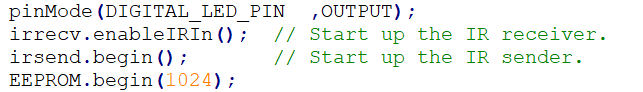 pinMode(DIGITAL_LED_PIN  ,OUTPUT);
irrecv.enableIRIn();  // Start up the IR receiver.
irsend.begin();       // Start up the IR sender.
EEPROM.begin(1024);